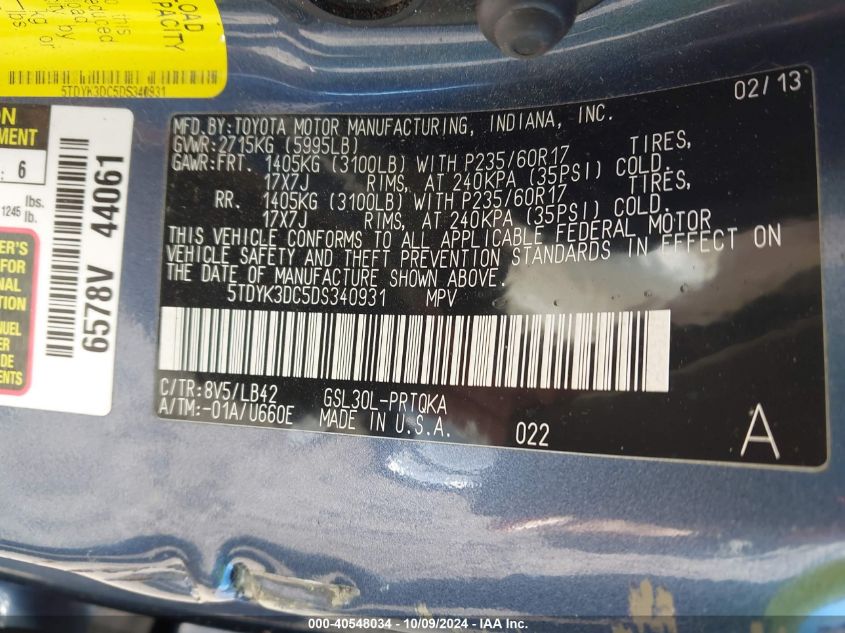 LOAD
CAPACITY
5TDYK3DC5DS340931
6
1245 lbs.
lb.
6578V 44061
02/13
MFD.BY:TOYOTA MOTOR MANUFACTURING, INDIANA, INC.
GVWR:2715KG (5995LB)
GAWR:FRT. 1405KG (3100LB) WITH P235/60R17 TIRES,
17X7J RIMS, AT 240KPA (35PSI) COLD.
RR. 1405KG (3100LB) WITH P235/60R17 TIRES,
17X7J RIMS, AT 240KPA (35PSI) COLD.
THIS VEHICLE CONFORMS TO ALL APPLICABLE FEDERAL MOTOR
VEHICLE SAFETY AND THEFT PREVENTION STANDARDS IN EFFECT ON
THE DATE OF MANUFACTURE SHOWN ABOVE.
5TDYK3DC5DS340931 MPV
C/TR:8V5/LB42 GSL30L-PRTQKA
A/TM:-01A/U660E MADE IN U.S.A. 022
A
<<40548034 | 10/09/2024 - IAA Inc.>>